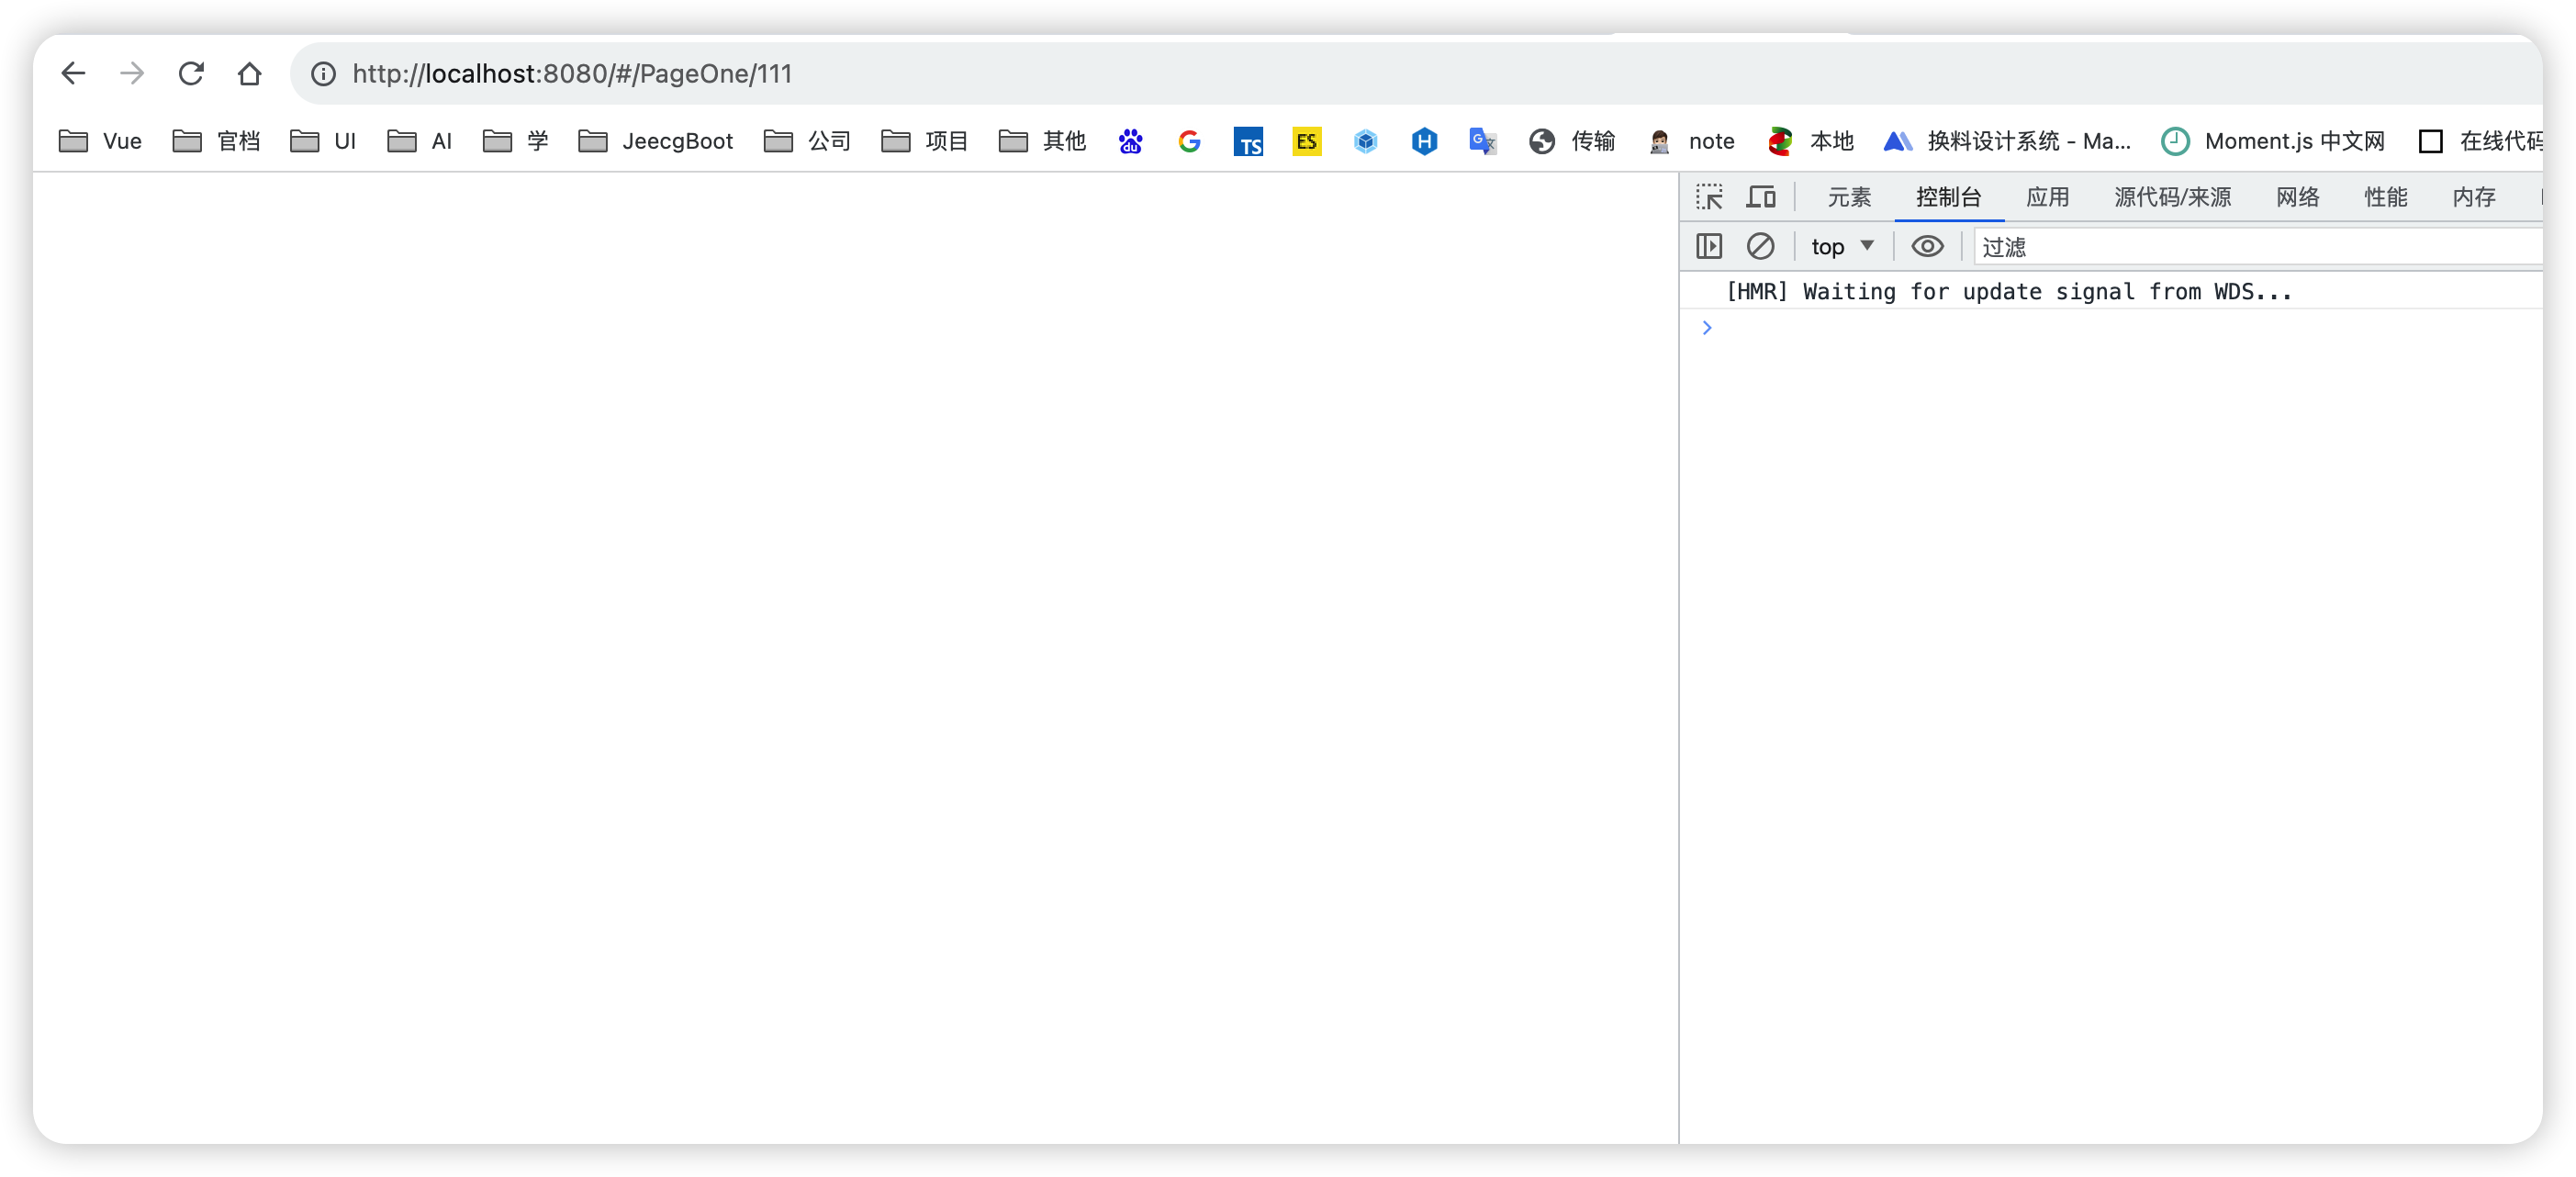 http://localhost:8080/#/PageOne/111
Vue 官档 UI AI 学 JeecgBoot 公司 项目 其他 du G TS ES H G 文 传输 note 本地 换料设计系统 - Ma... Moment.js 中文网 在线代码
元素 控制台 应用 源代码/来源 网络 性能 内存
top 过滤
[HMR] Waiting for update signal from WDS...